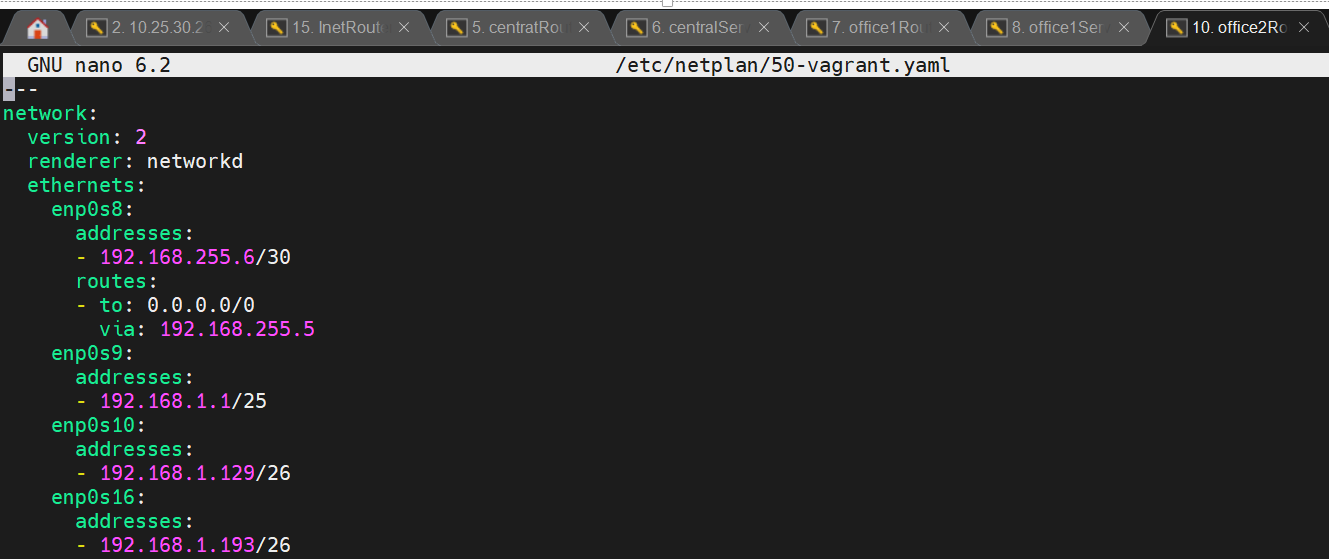 2. 10.25.30.2
15. InetRoute
5. centratRou
6. centralSer
7. office1Rou
8. office1Ser
10. office2Ro
GNU nano 6.2 /etc/netplan/50-vagrant.yaml
---
network:
  version: 2
  renderer: networkd
  ethernets:
    enp0s8:
      addresses:
      - 192.168.255.6/30
      routes:
      - to: 0.0.0.0/0
        via: 192.168.255.5
    enp0s9:
      addresses:
      - 192.168.1.1/25
    enp0s10:
      addresses:
      - 192.168.1.129/26
    enp0s16:
      addresses:
      - 192.168.1.193/26